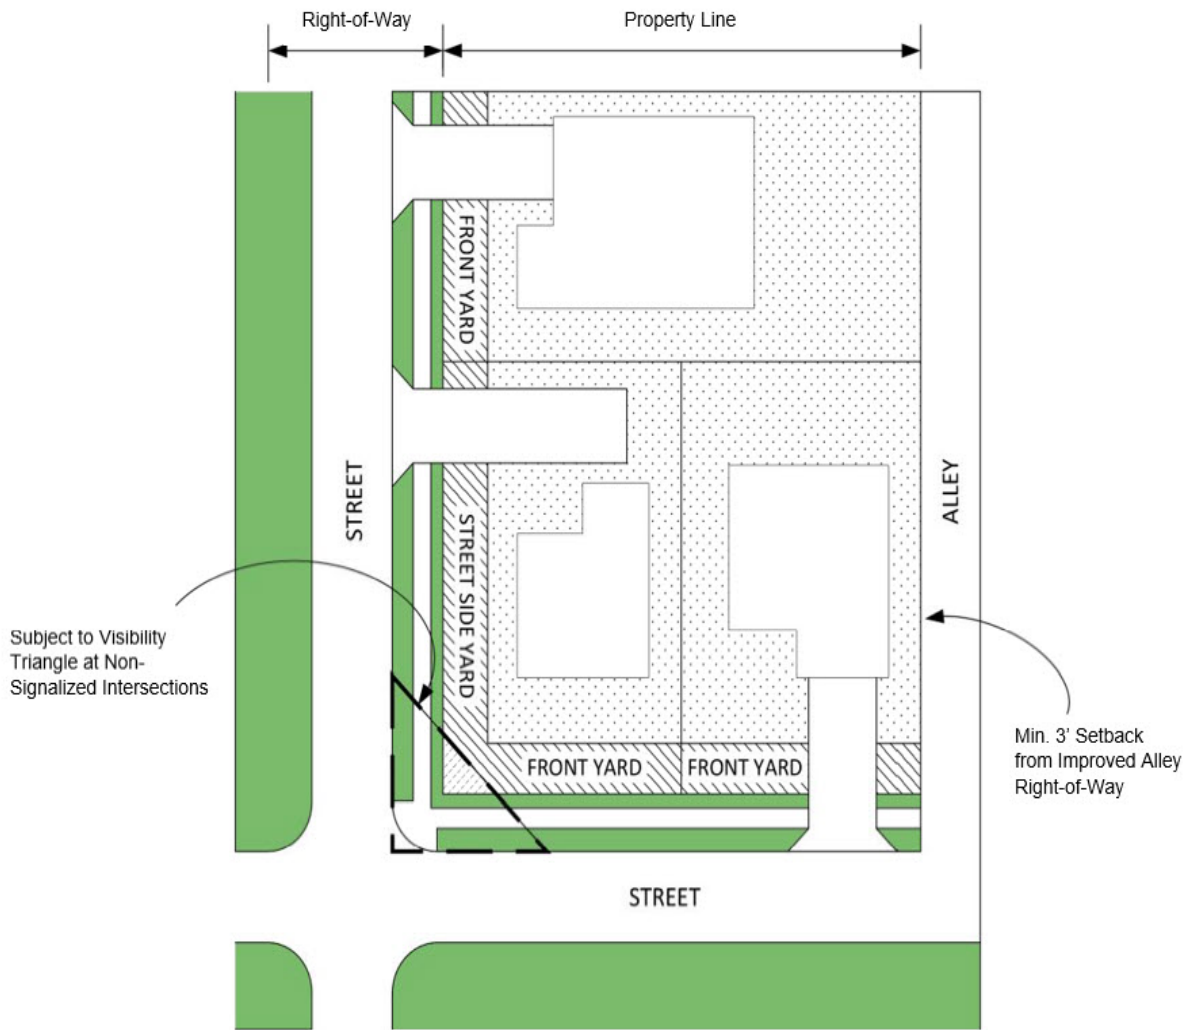 Right-of-Way
Property Line
FRONT YARD
STREET
ALLEY
STREET SIDE YARD
Subject to Visibility
Triangle at Non-
Signalized Intersections
Min. 3' Setback
from Improved Alley
Right-of-Way
FRONT YARD
FRONT YARD
STREET